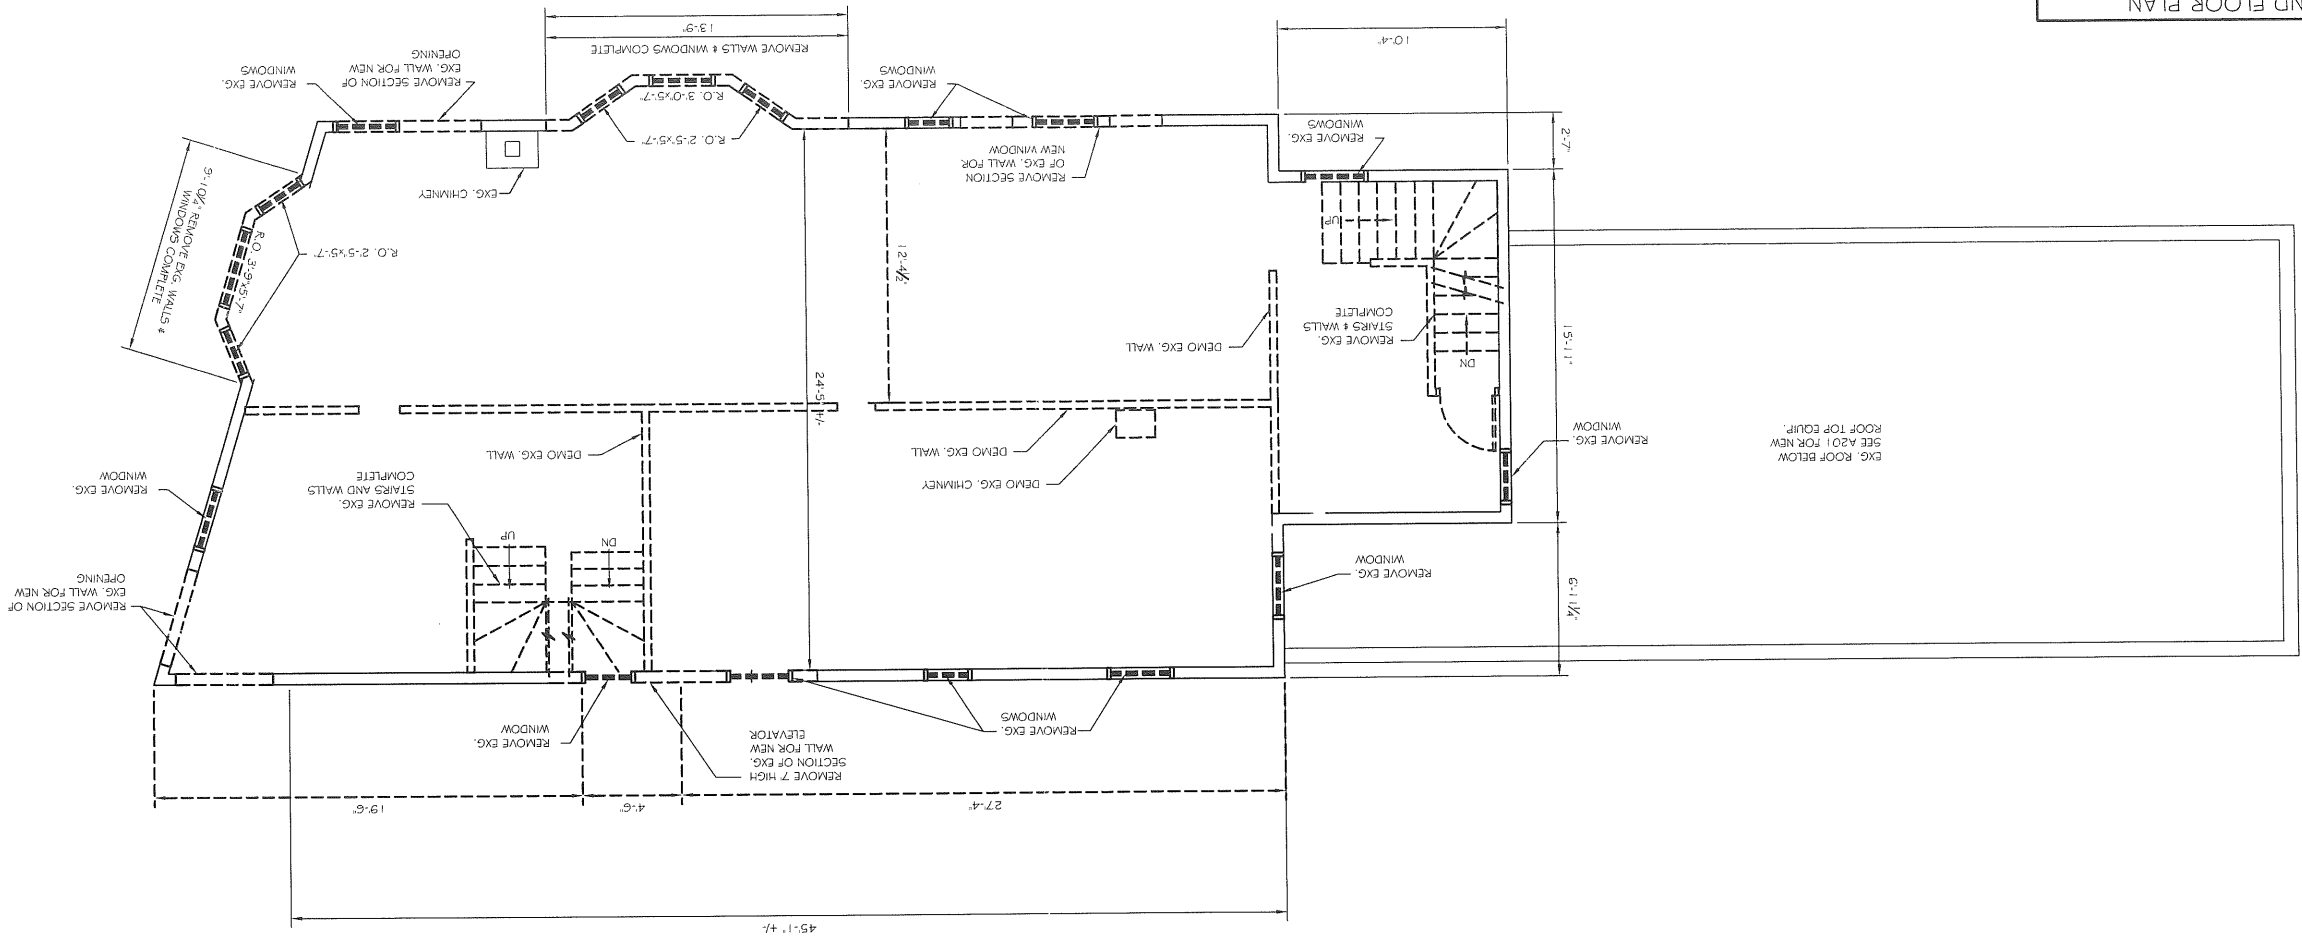 45'-1" +/-
27'-4"
4'-6"
19'-6"
REMOVE 7' HIGH
SECTION OF EXG.
WALL FOR NEW
ELEVATOR
REMOVE EXG.
WINDOWS
REMOVE EXG.
WINDOW
6'-1 1/4"
REMOVE EXG.
WINDOW
REMOVE SECTION OF
EXG. WALL FOR NEW
OPENING
DN
UP
REMOVE EXG.
STAIRS AND WALLS
COMPLETE
REMOVE EXG.
WINDOW
EXG. ROOF BELOW
SEE A201 FOR NEW
ROOF TOP EQUIP.
REMOVE EXG.
WINDOW
DEMO EXG. CHIMNEY
DEMO EXG. WALL
DEMO EXG. WALL
24'-5" +/-
15'-11"
DN
REMOVE EXG.
STAIRS & WALLS
COMPLETE
DEMO EXG. WALL
12'-4 1/2"
UP
R.O. 2'-5"x5'-7"
R.O. 3'-9"x5'-7"
9'-10 1/4" REMOVE EXG. WALLS &
WINDOWS COMPLETE
EXG. CHIMNEY
REMOVE SECTION
OF EXG. WALL FOR
NEW WINDOW
2'-7"
REMOVE EXG.
WINDOWS
R.O. 2'-5"x5'-7"
R.O. 3'-0"x5'-7"
REMOVE EXG.
WINDOWS
REMOVE SECTION OF
EXG. WALL FOR NEW
OPENING
REMOVE EXG.
WINDOWS
REMOVE WALLS & WINDOWS COMPLETE
10'-4"
13'-9"
ND FLOOR PLAN